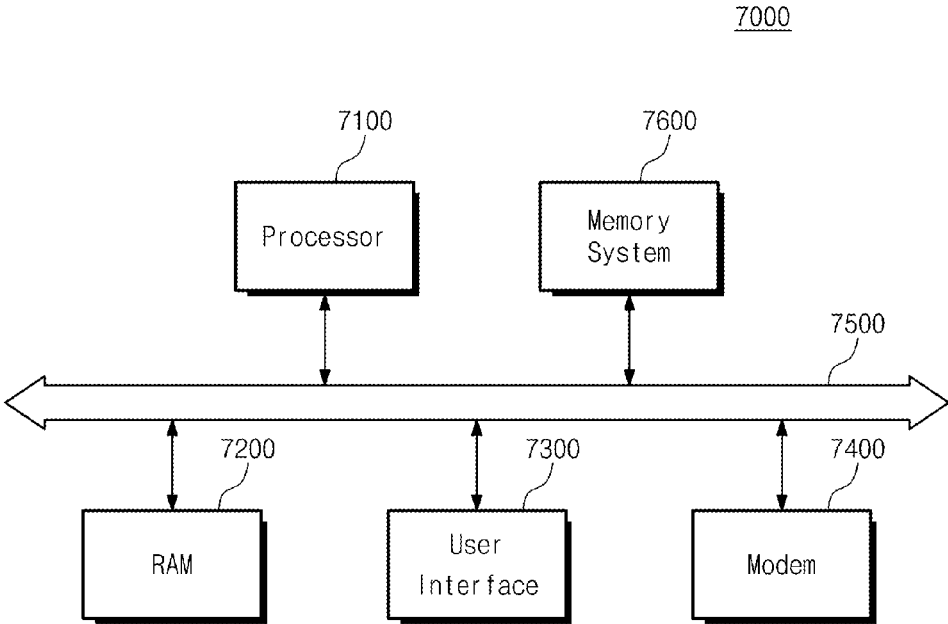 7000
7100
7600
Processor
Memory
System
7500
7200
7300
7400
RAM
User
Interface
Modem